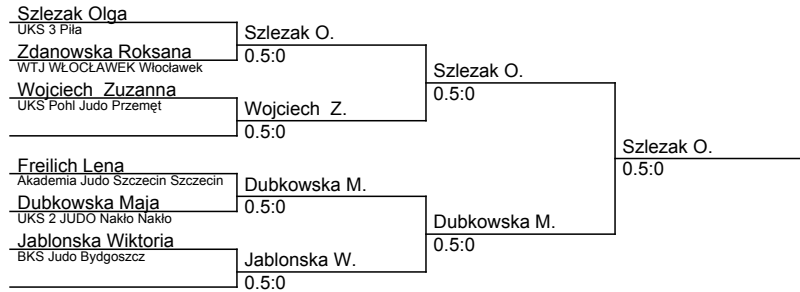 Szlezak Olga
UKS 3 Piła
Szlezak O.
0.5:0
Zdanowska Roksana
WTJ WŁOCŁAWEK Włocławek
Szlezak O.
0.5:0
Wojciech  Zuzanna
UKS Pohl Judo Przemęt
Wojciech  Z.
0.5:0
Szlezak O.
0.5:0
Freilich Lena
Akademia Judo Szczecin Szczecin
Dubkowska M.
0.5:0
Dubkowska Maja
UKS 2 JUDO Nakło Nakło
Dubkowska M.
0.5:0
Jablonska Wiktoria
BKS Judo Bydgoszcz
Jablonska W.
0.5:0